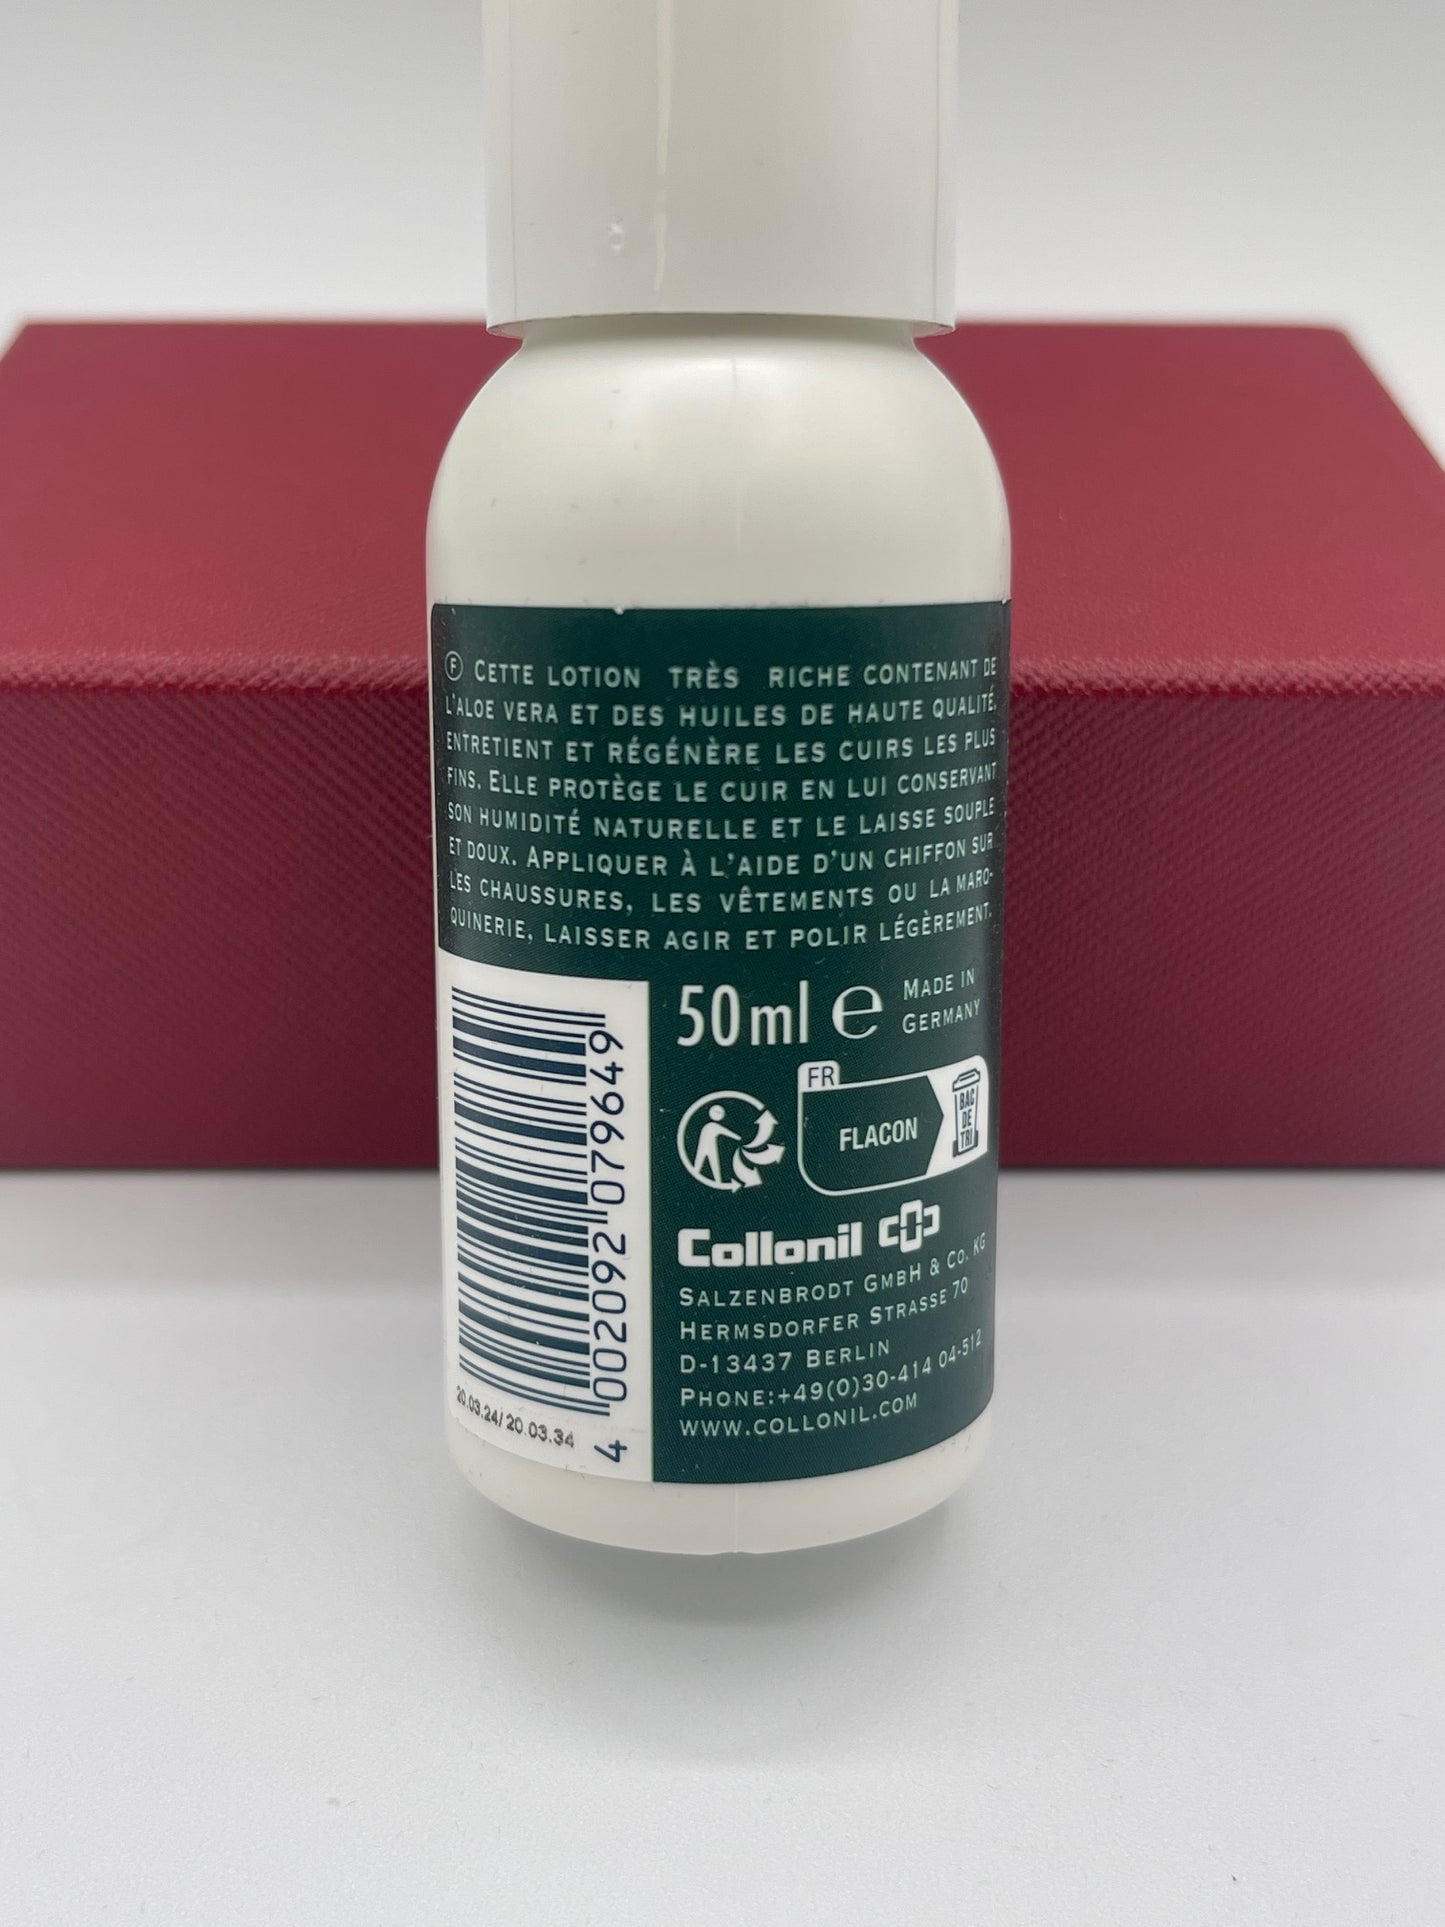 Ⓕ CETTE LOTION TRÈS RICHE CONTENANT DE
L'ALOE VERA ET DES HUILES DE HAUTE QUALITÉ,
ENTRETIENT ET RÉGÉNÈRE LES CUIRS LES PLUS
FINS. ELLE PROTÈGE LE CUIR EN LUI CONSERVANT
SON HUMIDITÉ NATURELLE ET LE LAISSE SOUPLE
ET DOUX. APPLIQUER À L'AIDE D'UN CHIFFON SUR
LES CHAUSSURES, LES VÊTEMENTS OU LA MARO-
QUINERIE, LAISSER AGIR ET POLIR LÉGÈREMENT.
50ml e
MADE IN
GERMANY
FR
FLACON
BAC
DE
TRI
Collonil
SALZENBRODT GMBH & CO. KG
HERMSDORFER STRASSE 70
D-13437 BERLIN
PHONE:+49(0)30-414 04-512
WWW.COLLONIL.COM
4 002092 079649
20.03.24/ 20.03.34